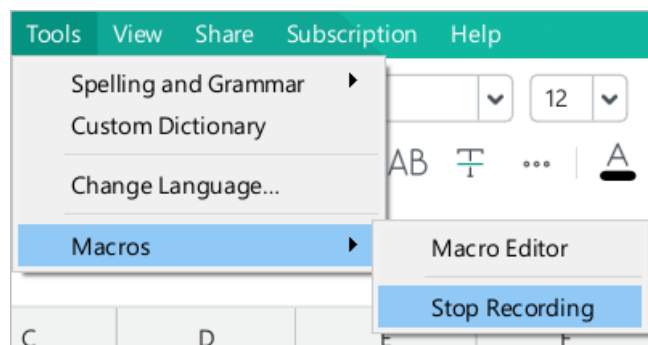 Tools View Share Subscription Help
Spelling and Grammar
12
Custom Dictionary
AB T ... A
Change Language...
Macros
Macro Editor
Stop Recording
C D E F